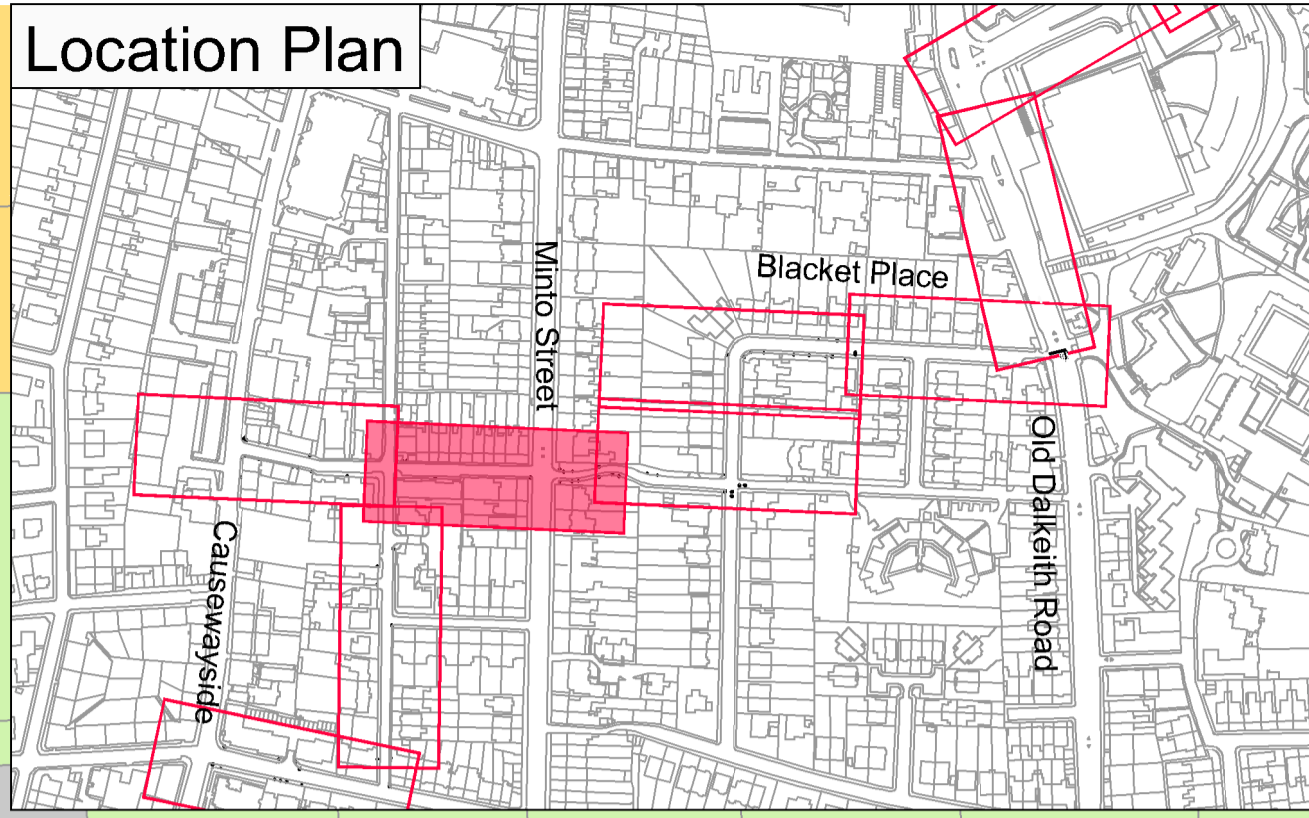 Location Plan
Minto Street
Blacket Place
Causewayside
Old Dalkeith Road